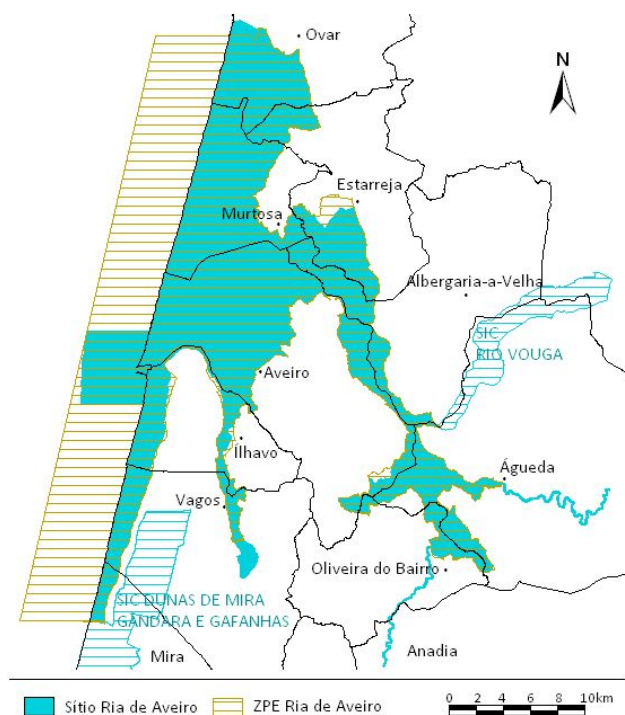 Ovar
N
Estarreja
Murtosa
Albergaria-a-Velha
SIC
RIO VOUGA
Aveiro
Ílhavo
Águeda
Vagos
Oliveira do Bairro
SIC DUNAS DE MIRA
GÂNDARA E GAFANHAS
Mira
Anadia
Sítio Ria de Aveiro
ZPE Ria de Aveiro
0 2 4 6 8 10km